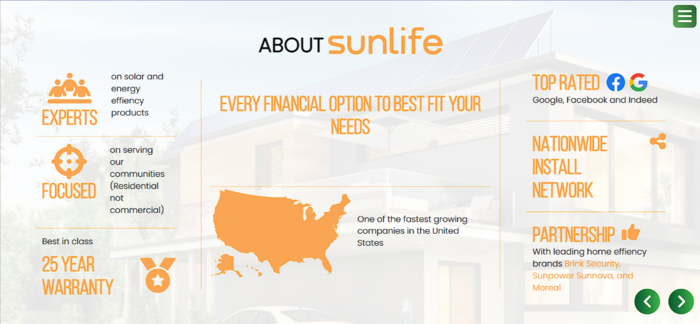 ABOUT sunlife
on solar and
energy
effiency
products
EXPERTS
on serving
our
communities
(Residential
not
commercial)
FOCUSED
Best in class
25 YEAR
WARRANTY
EVERY FINANCIAL OPTION TO BEST FIT YOUR
NEEDS
One of the fastest growing
companies in the United
States
TOP RATED
Google, Facebook and Indeed
NATIONWIDE
INSTALL
NETWORK
PARTNERSHIP
With leading home effiency
brands Brink Security,
Sunpower Sunnova, and
Moreal